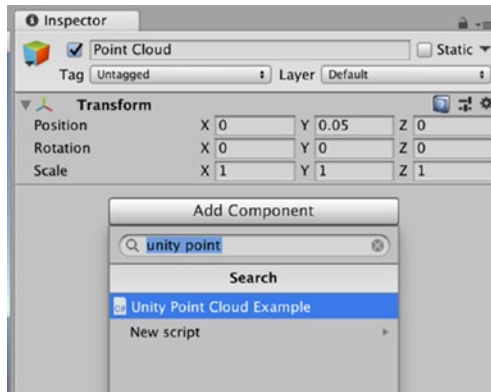 Inspector
Point Cloud Static
Tag Untagged Layer Default
Transform
Position X 0 Y 0.05 Z 0
Rotation X 0 Y 0 Z 0
Scale X 1 Y 1 Z 1
Add Component
unity point
Search
Unity Point Cloud Example
New script